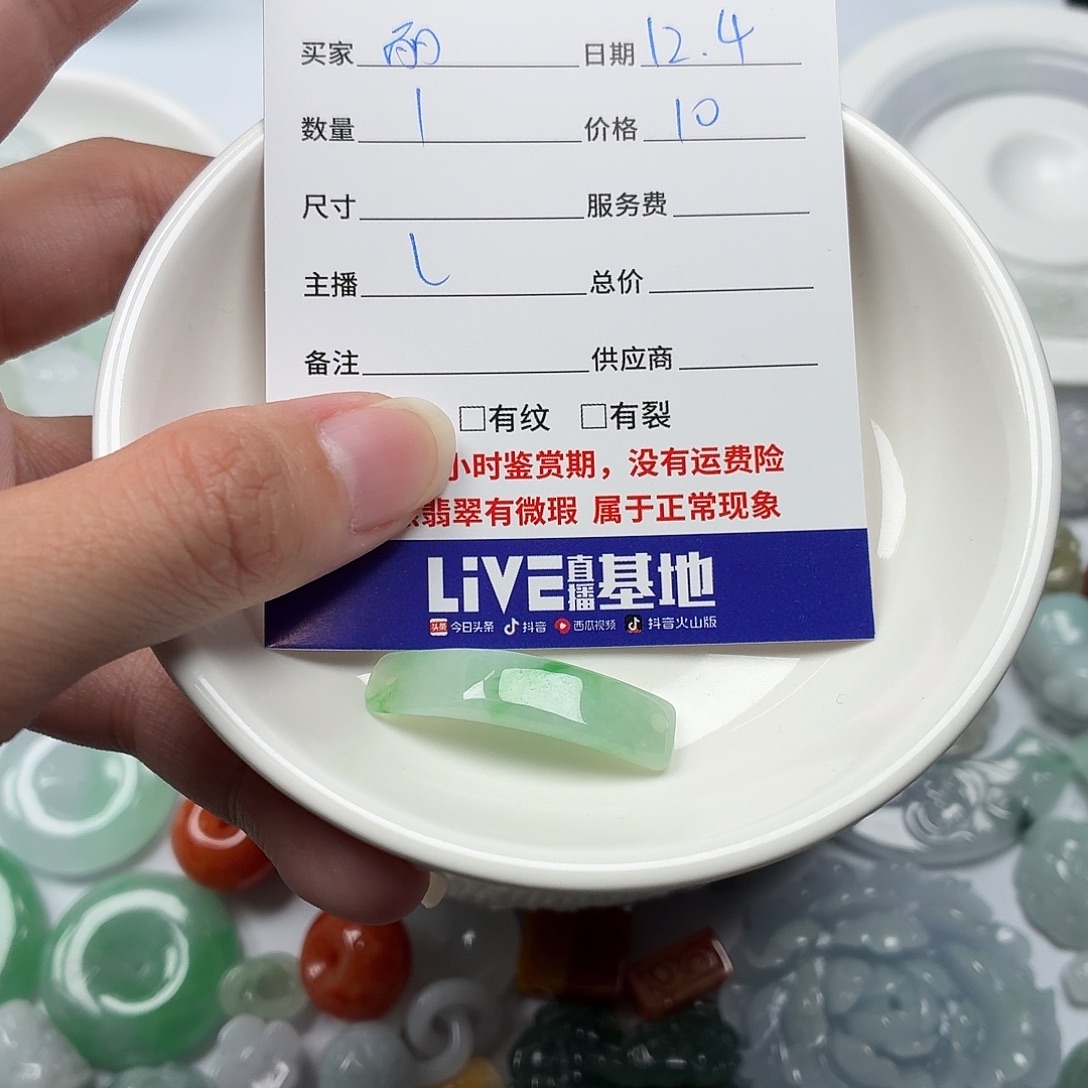 买家 丽 日期 12.4
数量 1 价格 10
尺寸 服务费
主播 L 总价
备注 供应商
□有纹 □有裂
小时鉴赏期，没有运费险
翡翠有微瑕 属于正常现象
LiVE直播基地
头条 今日头条 抖音 西瓜视频 抖音火山版